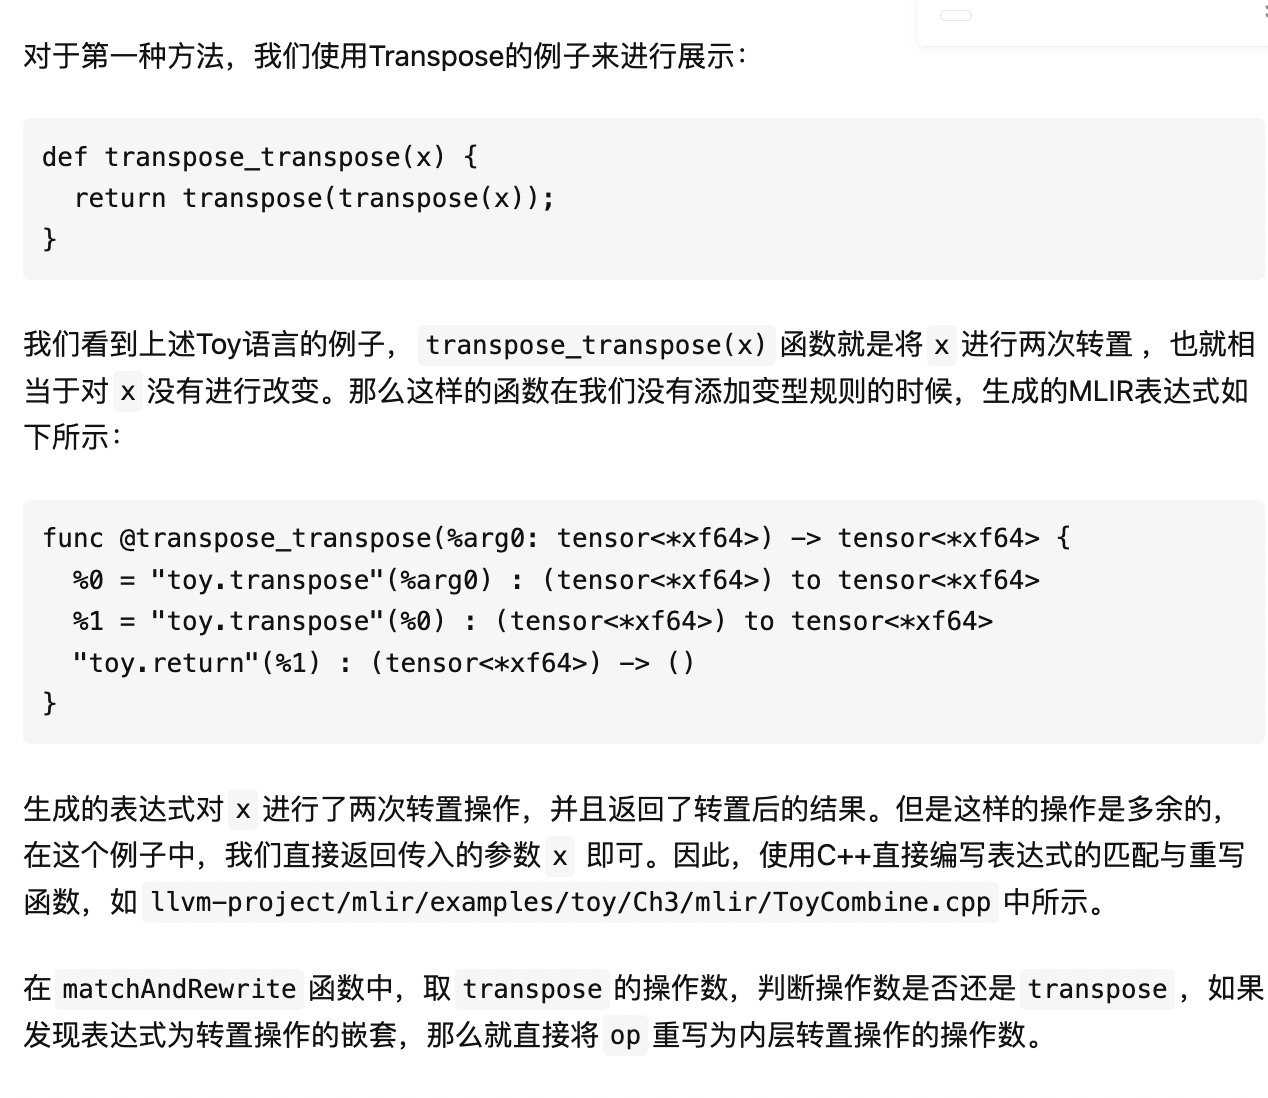 对于第一种方法，我们使用Transpose的例子来进行展示：
def transpose_transpose(x) {
  return transpose(transpose(x));
}
我们看到上述Toy语言的例子， transpose_transpose(x) 函数就是将 x 进行两次转置 ，也就相
当于对 x 没有进行改变。那么这样的函数在我们没有添加变型规则的时候，生成的MLIR表达式如
下所示：
func @transpose_transpose(%arg0: tensor<*xf64>) -> tensor<*xf64> {
  %0 = "toy.transpose"(%arg0) : (tensor<*xf64>) to tensor<*xf64>
  %1 = "toy.transpose"(%0) : (tensor<*xf64>) to tensor<*xf64>
  "toy.return"(%1) : (tensor<*xf64>) -> ()
}
生成的表达式对 x 进行了两次转置操作，并且返回了转置后的结果。但是这样的操作是多余的，
在这个例子中，我们直接返回传入的参数 x 即可。因此，使用C++直接编写表达式的匹配与重写
函数，如 llvm-project/mlir/examples/toy/Ch3/mlir/ToyCombine.cpp 中所示。
在 matchAndRewrite 函数中，取 transpose 的操作数，判断操作数是否还是 transpose ，如果
发现表达式为转置操作的嵌套，那么就直接将 op 重写为内层转置操作的操作数。